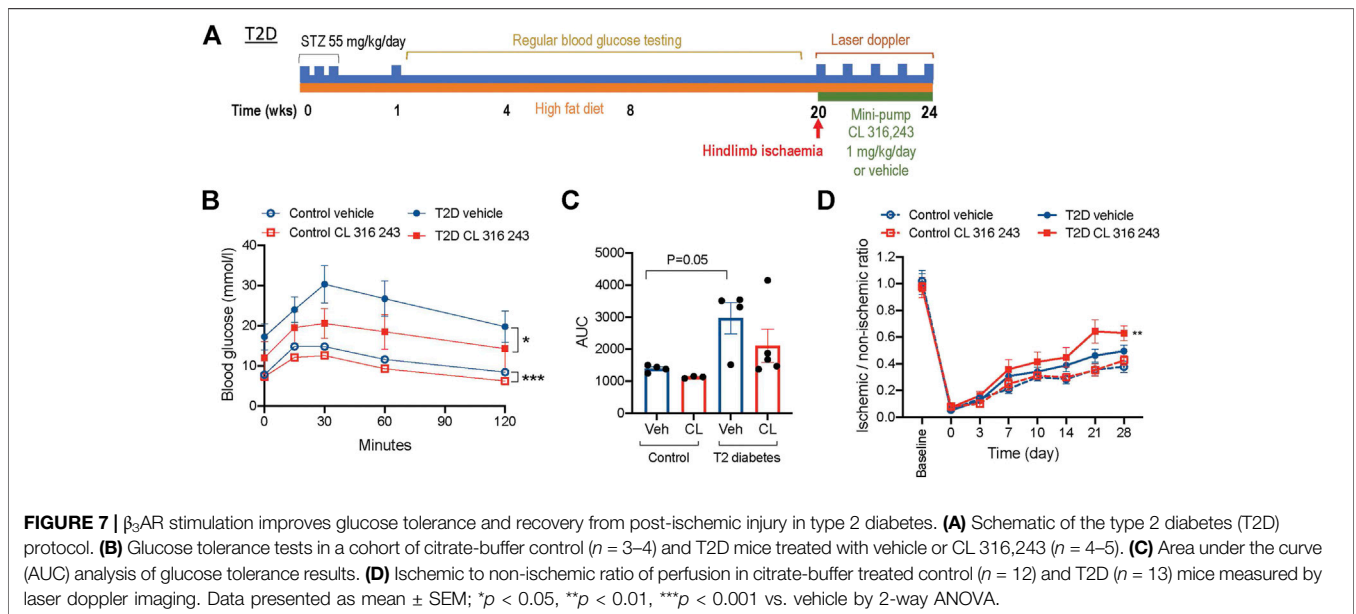 A T2D
STZ 55 mg/kg/day
Regular blood glucose testing
Laser doppler
Time (wks) 0 1 4 High fat diet 8 20 24
Hindlimb ischaemia
Mini-pump
CL 316,243
1 mg/kg/day
or vehicle
B
Control vehicle T2D vehicle
Control CL 316 243 T2D CL 316 243
Blood glucose (mmol/l)
40
30
20
10
0
*
***
0 30 60 90 120
Minutes
C
AUC
5000
4000
3000
2000
1000
0
P=0.05
Veh CL Veh CL
Control T2 diabetes
D
Control vehicle T2D vehicle
Control CL 316 243 T2D CL 316 243
Ischemic / non-ischemic ratio
1.2
1.0
0.8
0.6
0.4
0.2
0.0
**
Baseline 0 3 7 10 14 21 28
Time (day)
FIGURE 7 | β₃AR stimulation improves glucose tolerance and recovery from post-ischemic injury in type 2 diabetes. (A) Schematic of the type 2 diabetes (T2D)
protocol. (B) Glucose tolerance tests in a cohort of citrate-buffer control (n = 3–4) and T2D mice treated with vehicle or CL 316,243 (n = 4–5). (C) Area under the curve
(AUC) analysis of glucose tolerance results. (D) Ischemic to non-ischemic ratio of perfusion in citrate-buffer treated control (n = 12) and T2D (n = 13) mice measured by
laser doppler imaging. Data presented as mean ± SEM; *p < 0.05, **p < 0.01, ***p < 0.001 vs. vehicle by 2-way ANOVA.